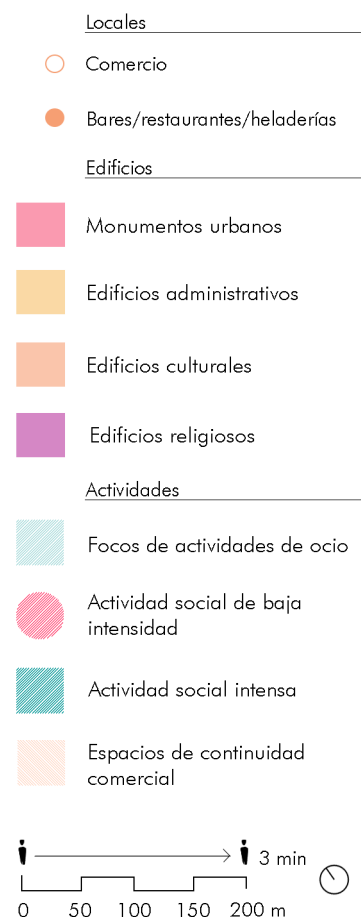 Locales
Comercio
Bares/restaurantes/heladerías
Edificios
Monumentos urbanos
Edificios administrativos
Edificios culturales
Edificios religiosos
Actividades
Focos de actividades de ocio
Actividad social de baja
intensidad
Actividad social intensa
Espacios de continuidad
comercial
3 min
0 50 100 150 200 m